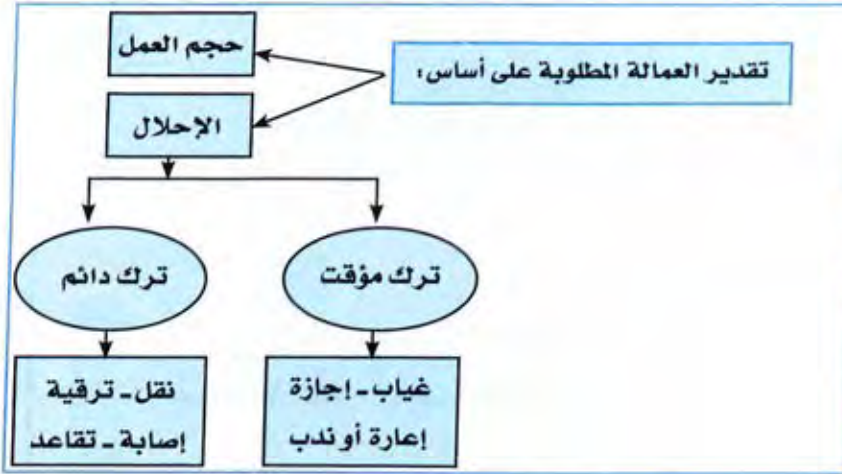 تقدير العمالة المطلوبة على أساس:
حجم العمل
الإحلال
ترك مؤقت
ترك دائم
غياب - إجازة
إعارة أو ندب
نقل - ترقية
إصابة - تقاعد